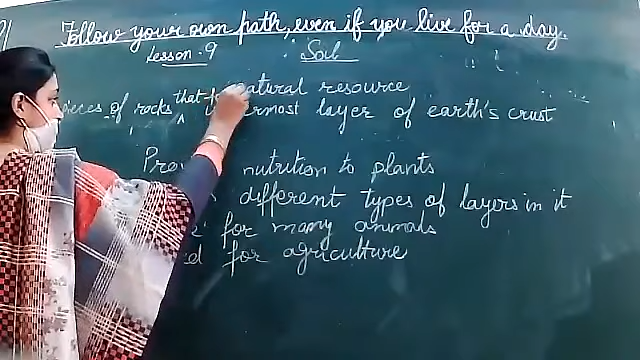 Follow your own path, even if you live for a day.
Lesson-9 Soil
natural resource
pieces of rocks that layer of earth's crust
nutrition to plants
different types of layers in it
for many animals
for agriculture